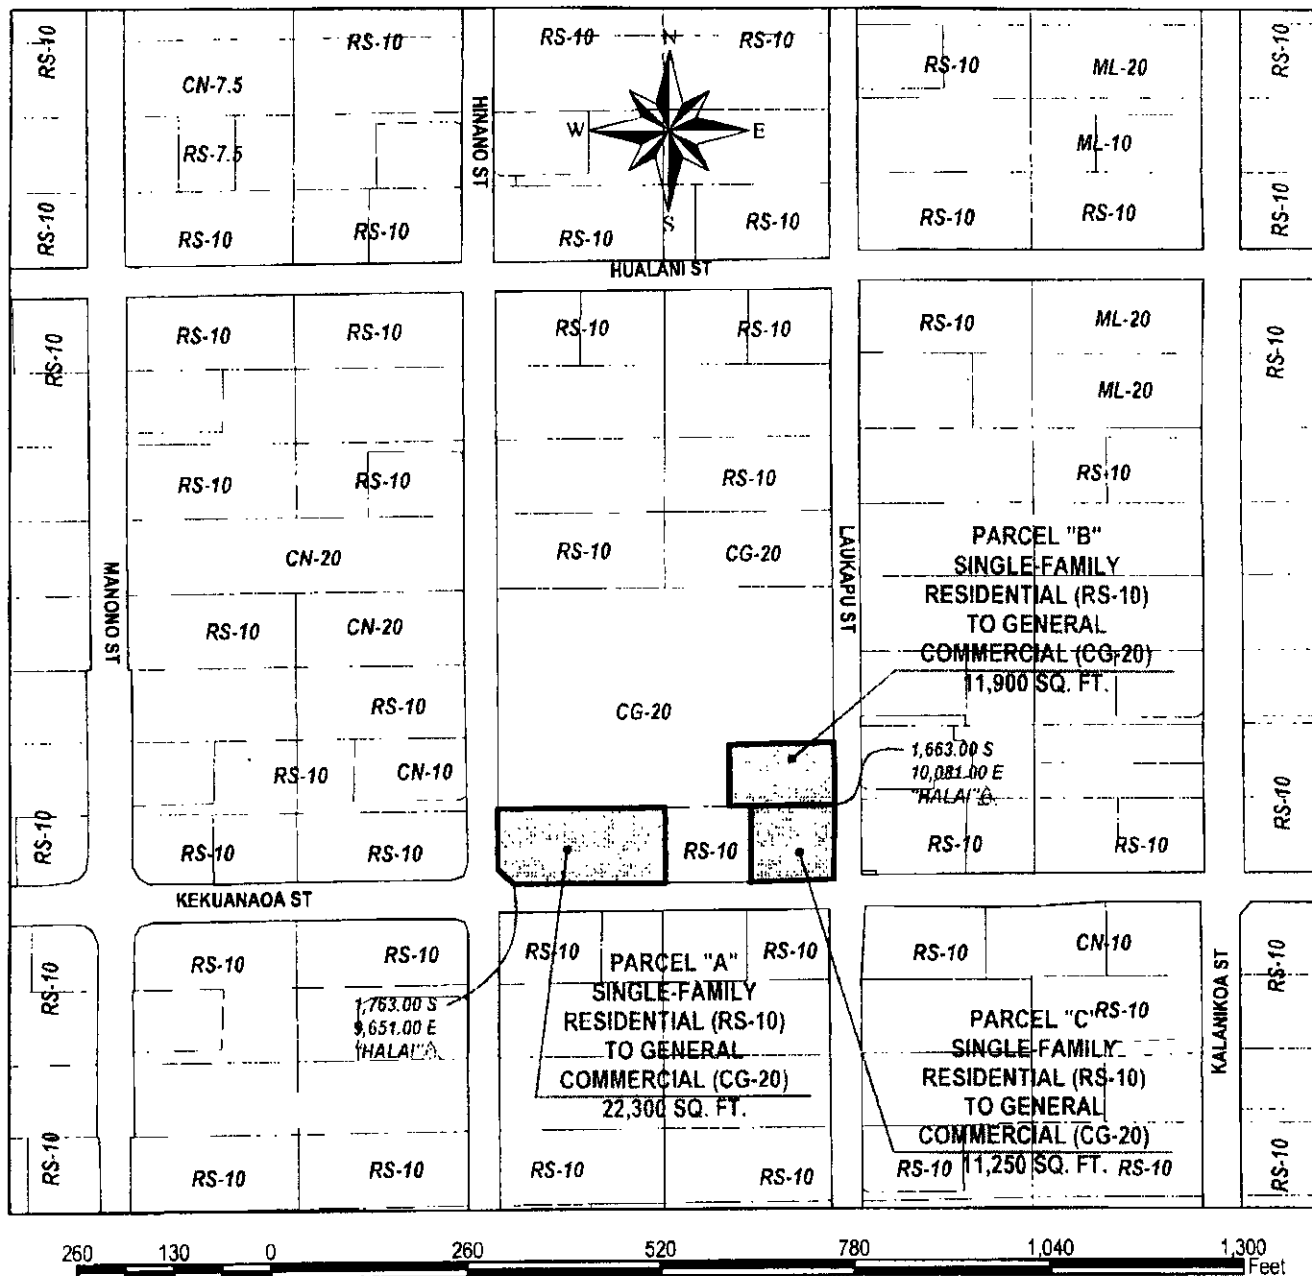 RS-10 RS-10 RS-10 RS-10 RS-10 ML-20 RS-10
CN-7.5
N
HINANO ST
W E
RS-7.5 ML-10
S
RS-10 RS-10 RS-10 RS-10 RS-10 RS-10 RS-10 RS-10
HUALANI ST
RS-10 RS-10 RS-10 RS-10 RS-10 RS-10 ML-20 RS-10
ML-20
RS-10 RS-10 RS-10 RS-10
CN-20 RS-10 CG-20
MANONO ST
LAUKAPU ST
PARCEL "B"
SINGLE-FAMILY
RESIDENTIAL (RS-10)
TO GENERAL
COMMERCIAL (CG-20)
11,900 SQ. FT.
RS-10 CN-20
RS-10 CG-20
RS-10 CN-10
1,663.00 S
10,081.00 E
"HALAI"
RS-10 RS-10 RS-10 RS-10 RS-10 RS-10 RS-10
KEKUANAOA ST
RS-10 RS-10 RS-10 RS-10 RS-10 RS-10 CN-10 RS-10
KALANIKOA ST
1,763.00 S
9,651.00 E
"HALAI"
PARCEL "A"
SINGLE-FAMILY
RESIDENTIAL (RS-10)
TO GENERAL
COMMERCIAL (CG-20)
22,300 SQ. FT.
RS-10
PARCEL "C"
SINGLE-FAMILY
RESIDENTIAL (RS-10)
TO GENERAL
COMMERCIAL (CG-20)
11,250 SQ. FT.
RS-10 RS-10 RS-10 RS-10 RS-10 RS-10 RS-10 RS-10
260 130 0 260 520 780 1,040 1,300
Feet